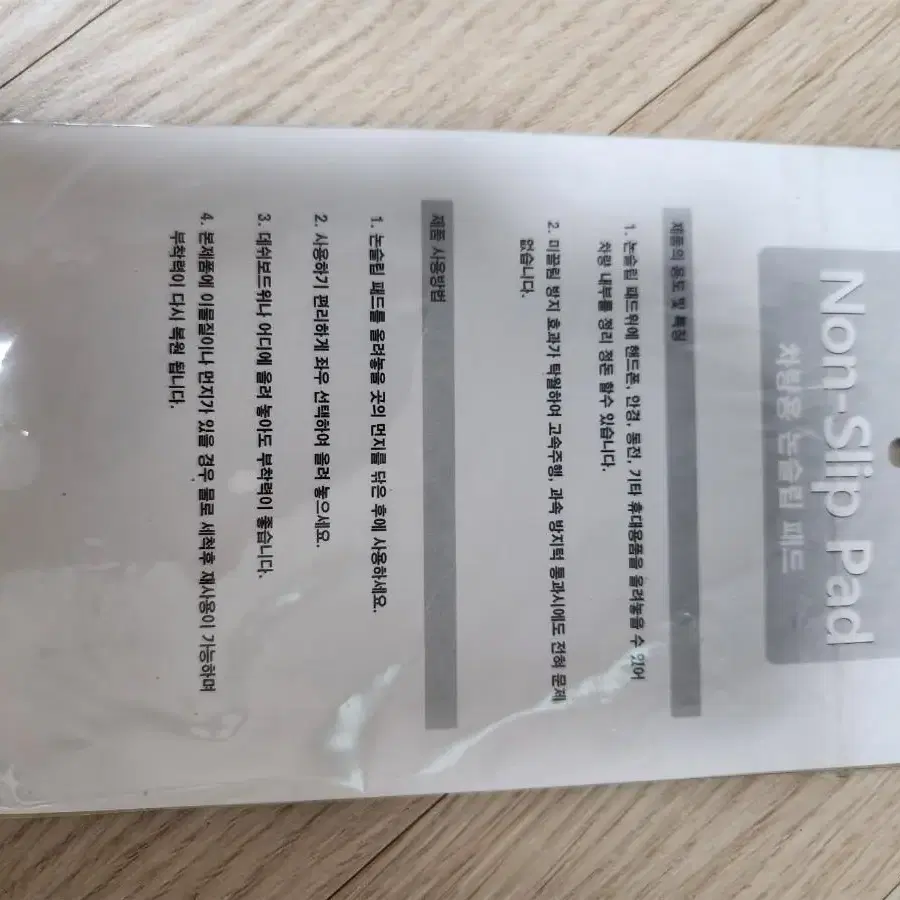 Non-Slip Pad
차량용 논슬립 패드
제품의 용도 및 특징
1. 논슬립 패드위에 핸드폰, 안경, 동전, 기타 휴대용품을 올려놓을 수 있어
차량 내부를 정리 정돈 할수 있습니다.
2. 미끌림 방지 효과가 탁월하여 고속주행, 과속 방지턱 통과시에도 전혀 문제
없습니다.
제품 사용방법
1. 논슬립 패드를 올려놓을 곳의 먼지를 닦은 후에 사용하세요.
2. 사용하기 편리하게 좌우 선택하여 올려 놓으세요.
3. 대쉬보드위나 어디에 올려 놓아도 부착력이 좋습니다.
4. 본제품에 이물질이나 먼지가 있을 경우 물로 세척후 재사용이 가능하며
부착력이 다시 복원 됩니다.